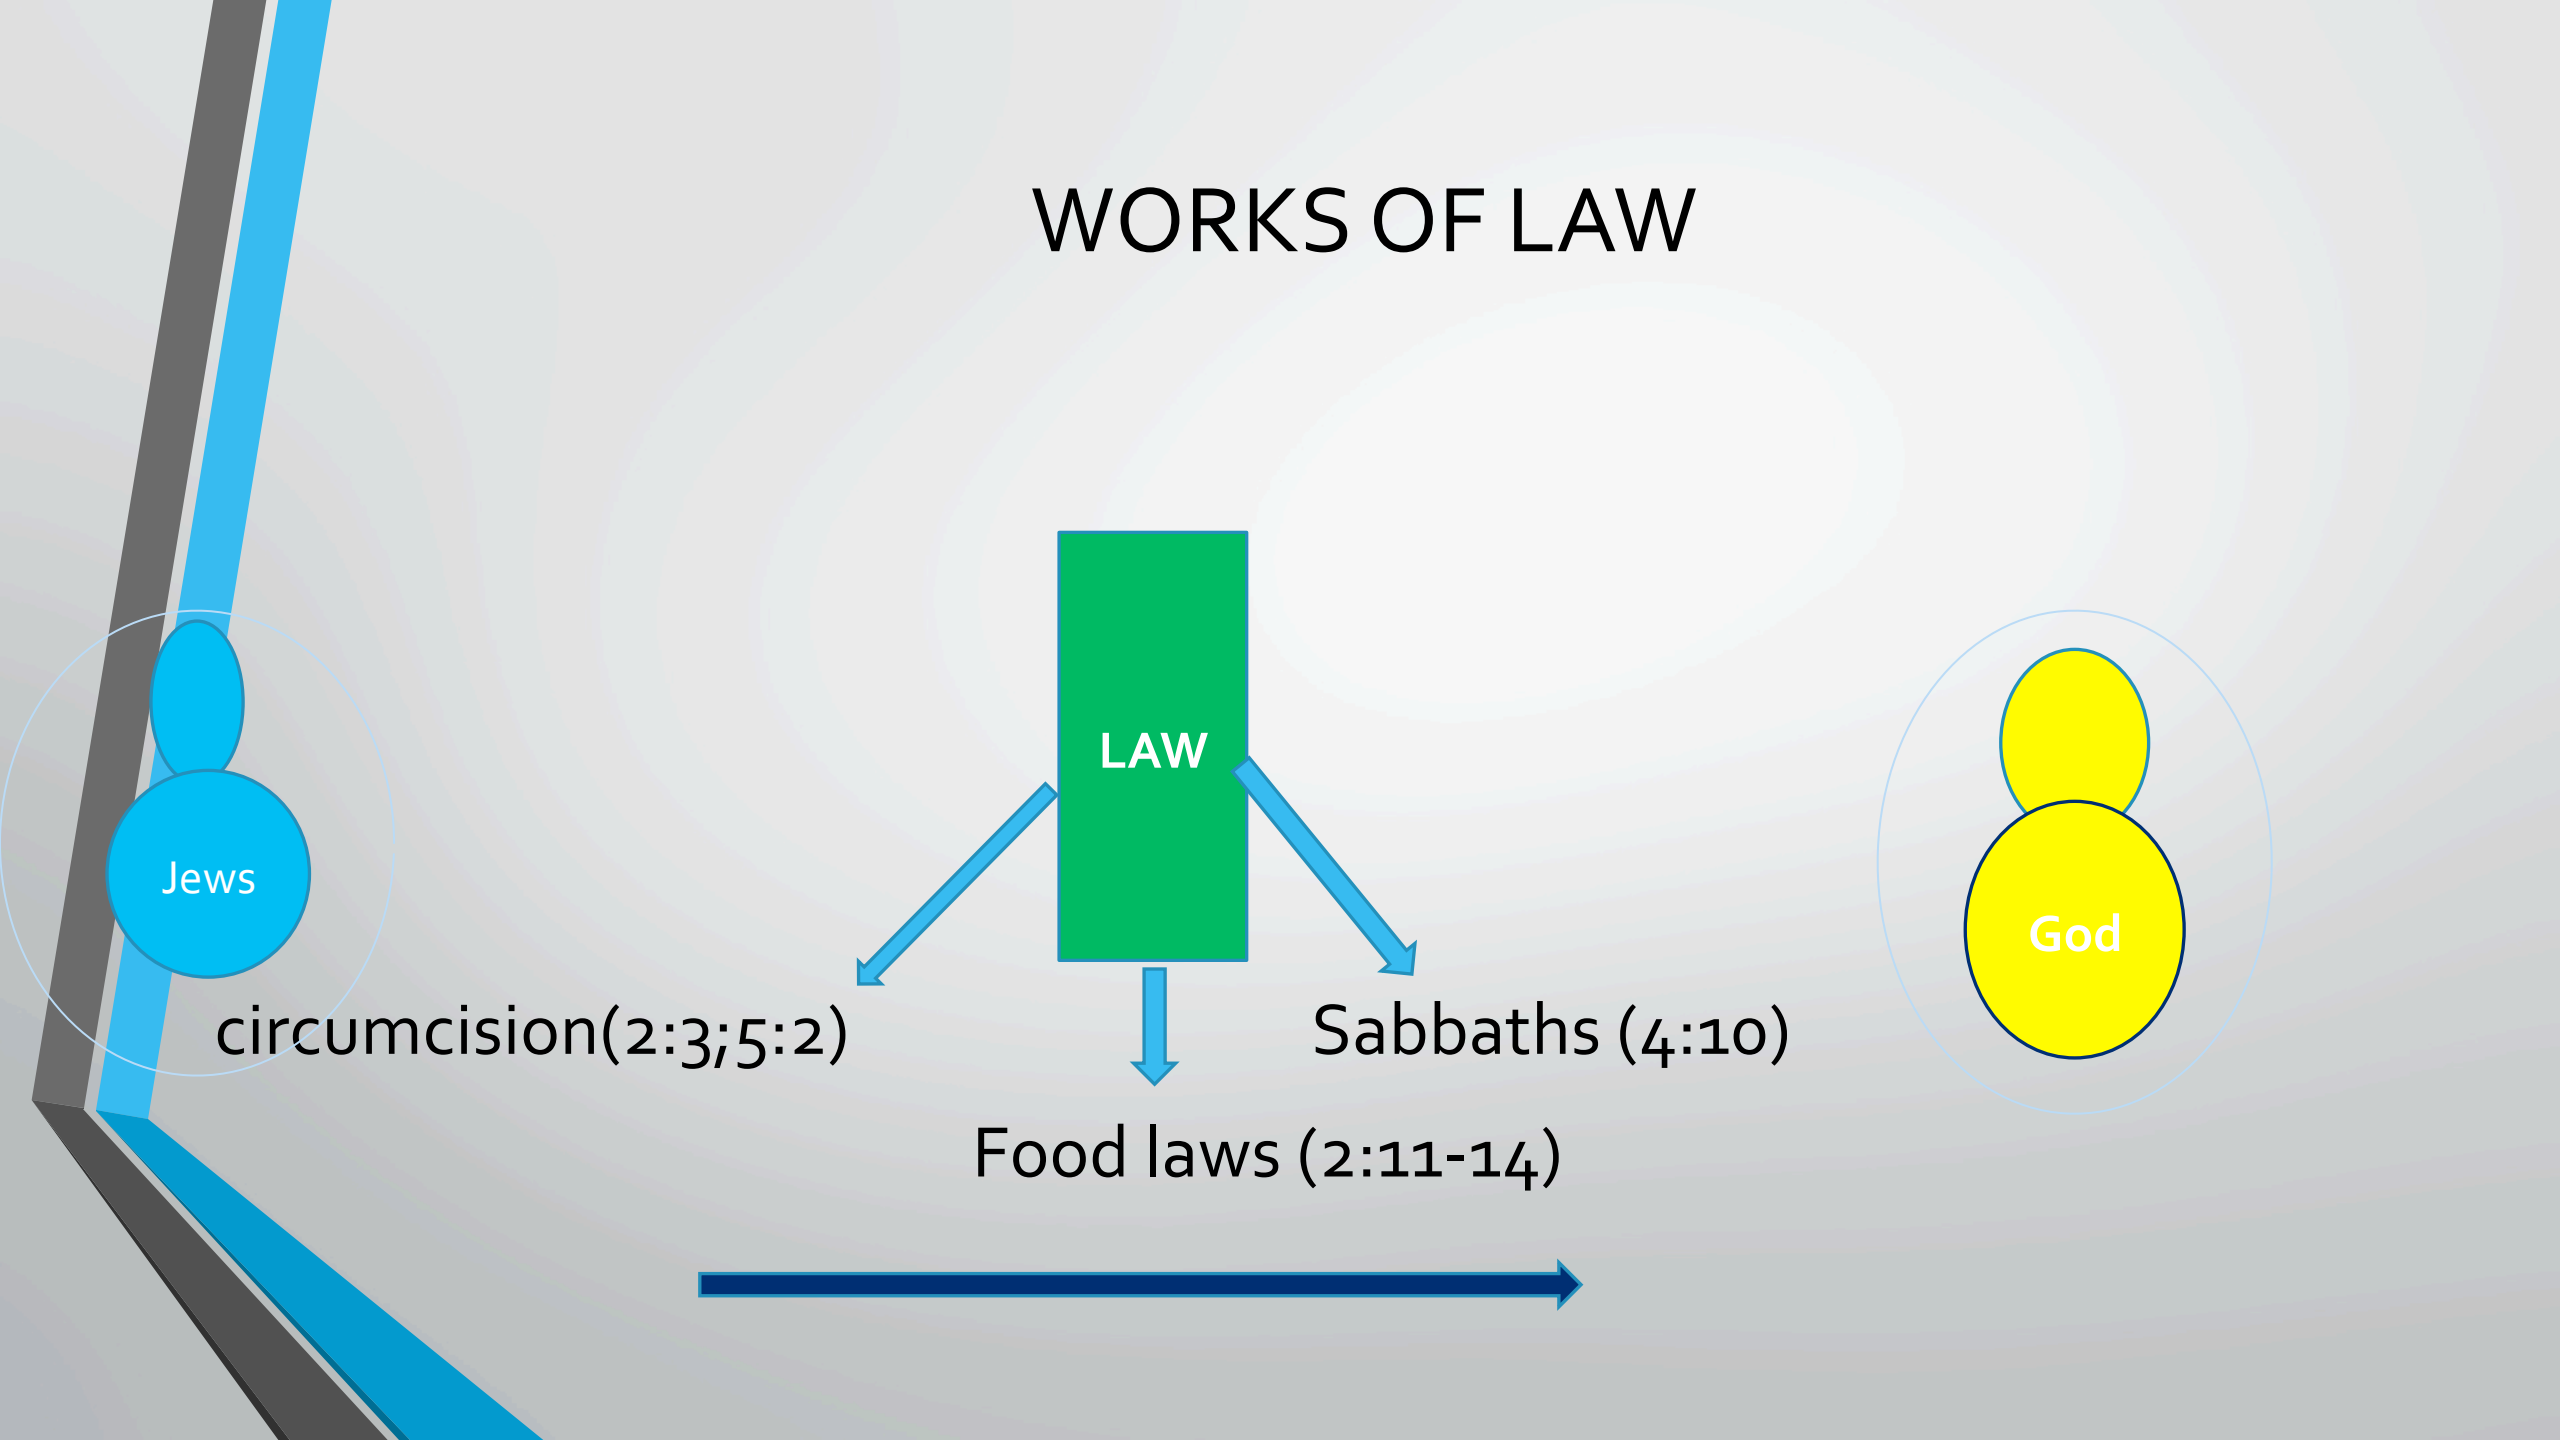 WORKS OF LAW
LAW
Jews
God
circumcision(2:3;5:2)
Sabbaths (4:10)
Food laws (2:11-14)